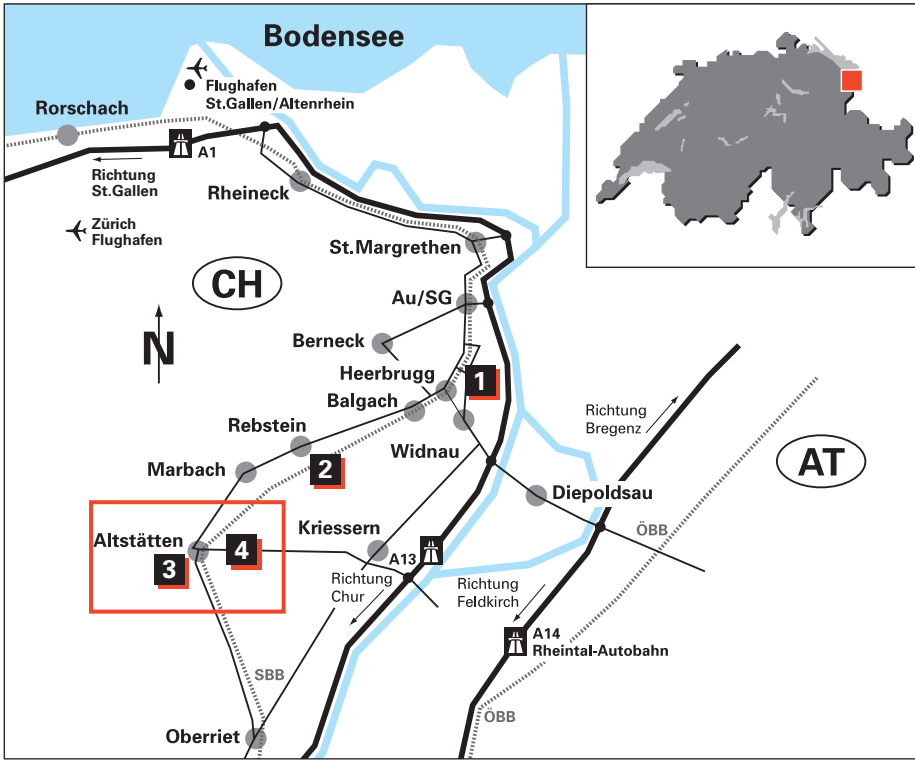 Bodensee
Flughafen
St.Gallen/Altenrhein
Rorschach
A1
Richtung
St.Gallen
Rheineck
Zürich
Flughafen
St.Margrethen
CH
Au/SG
N
Berneck
Heerbrugg
1
Balgach
Richtung
Bregenz
Rebstein
Widnau
AT
Marbach
2
Diepoldsau
ÖBB
Altstätten
3
4
Kriessern
A13
Richtung
Chur
Richtung
Feldkirch
A14
Rheintal-Autobahn
SBB
ÖBB
Oberriet